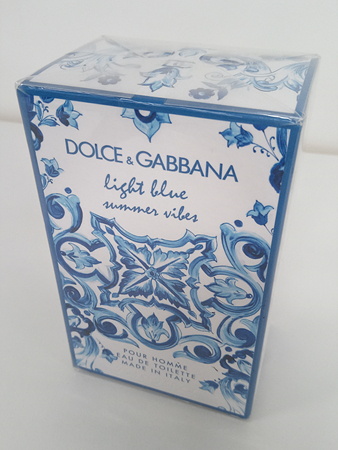 DOLCE & GABBANA
light blue
summer vibes
POUR HOMME
EAU DE TOILETTE
MADE IN ITALY